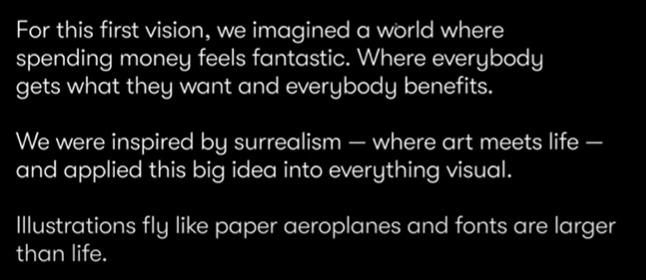 For this first vision, we imagined a world where
spending money feels fantastic. Where everybody
gets what they want and everybody benefits.
We were inspired by surrealism — where art meets life —
and applied this big idea into everything visual.
Illustrations fly like paper aeroplanes and fonts are larger
than life.